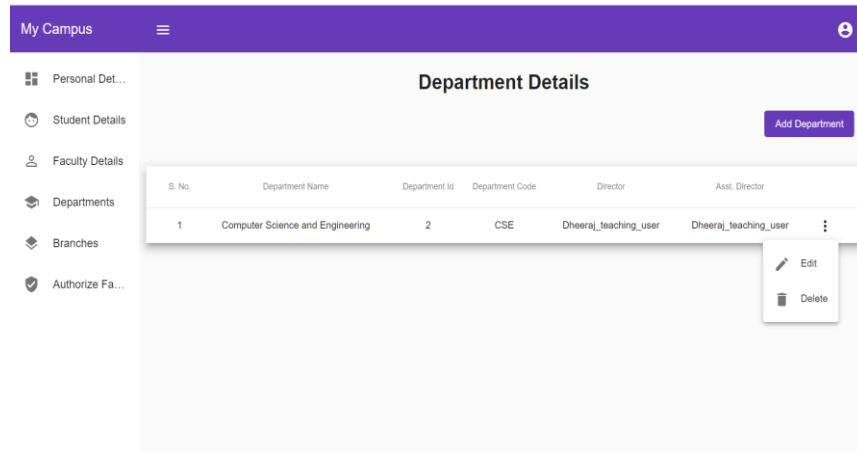 My Campus
Personal Det...
Student Details
Faculty Details
Departments
Branches
Authorize Fa...
Department Details
Add Department
S. No. Department Name Department Id Department Code Director Asst. Director
1 Computer Science and Engineering 2 CSE Dheeraj_teaching_user Dheeraj_teaching_user
Edit
Delete